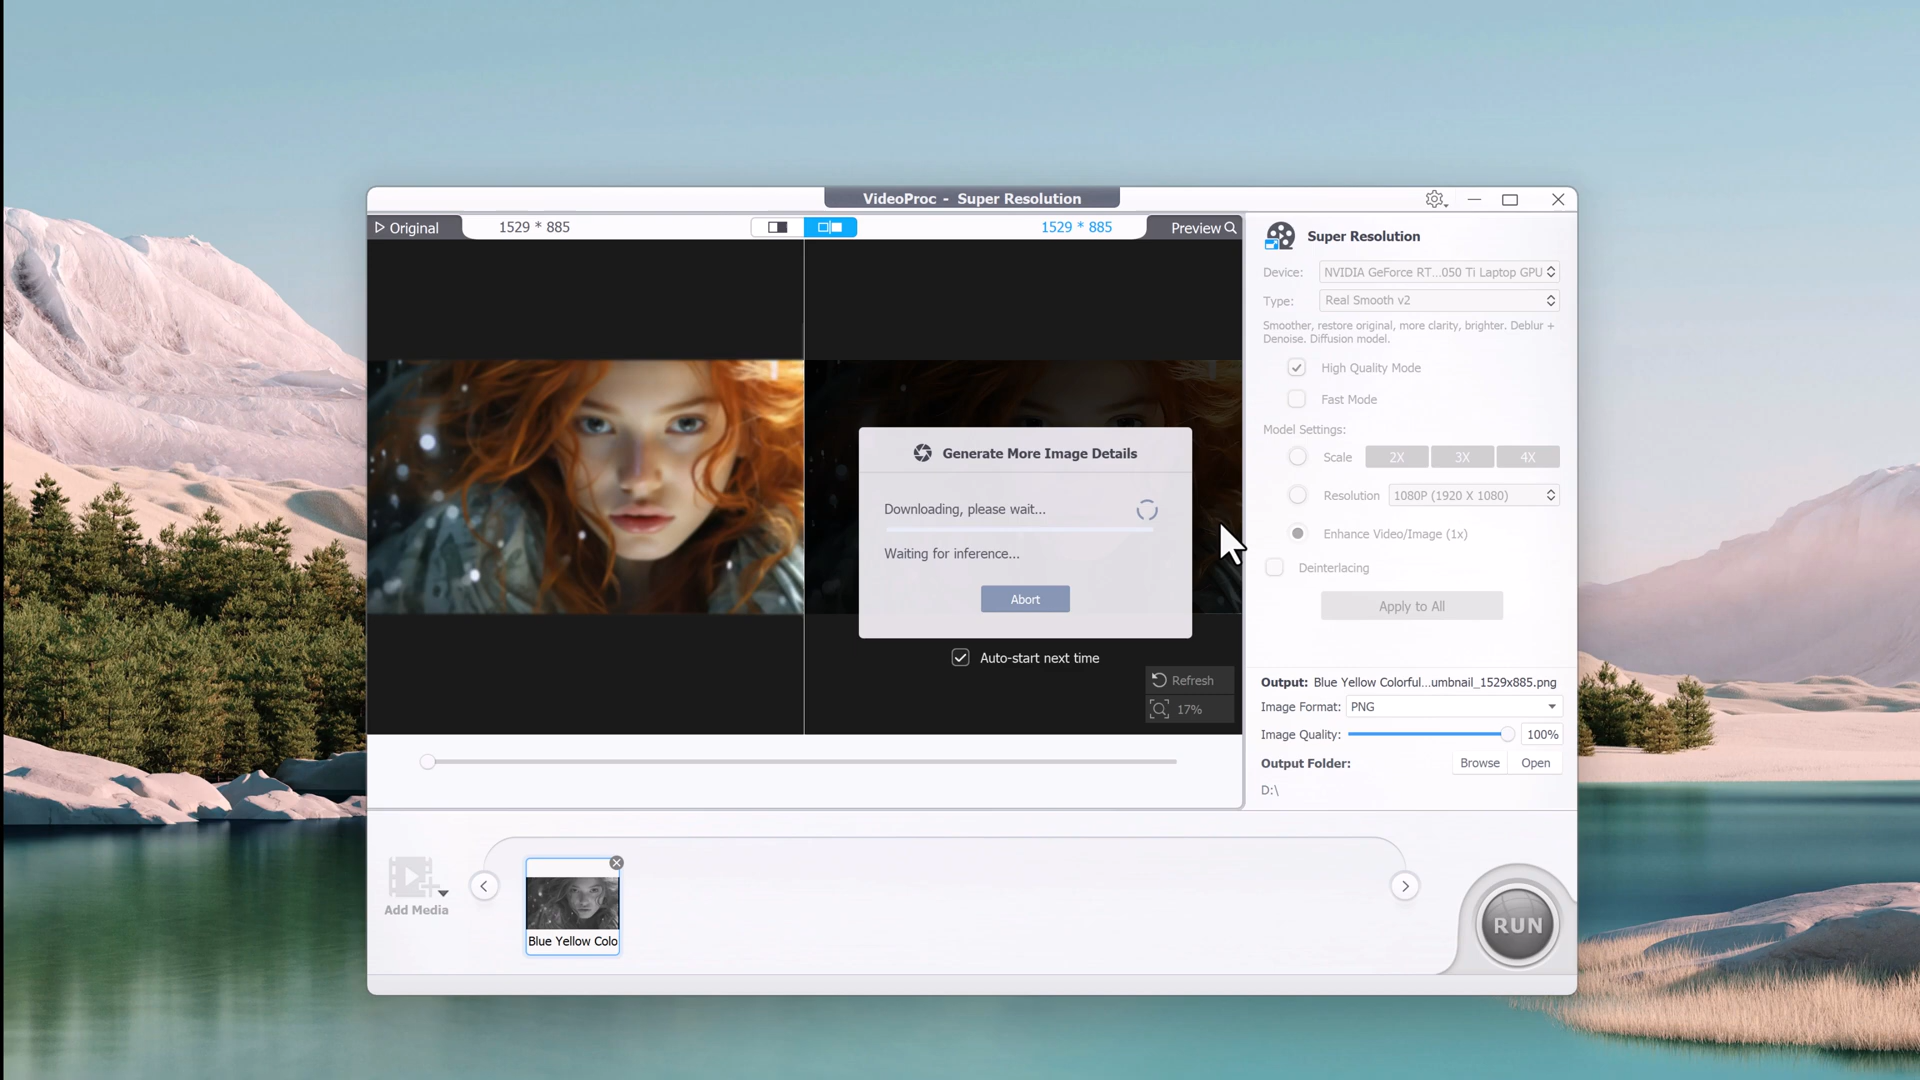 VideoProc - Super Resolution
Original
1529 * 885
1529 * 885
Preview
Super Resolution
Device: NVIDIA GeForce RT...050 Ti Laptop GPU
Type: Real Smooth v2
Smoother, restore original, more clarity, brighter. Deblur +
Denoise. Diffusion model.
High Quality Mode
Fast Mode
Model Settings:
Scale 2X 3X 4X
Resolution 1080P (1920 X 1080)
Enhance Video/Image (1x)
Deinterlacing
Apply to All
Generate More Image Details
Downloading, please wait...
Waiting for inference...
Abort
Auto-start next time
Refresh
17%
Output: Blue Yellow Colorful...umbnail_1529x885.png
Image Format: PNG
Image Quality: 100%
Output Folder: Browse Open
D:\
Add Media
Blue Yellow Colo
RUN